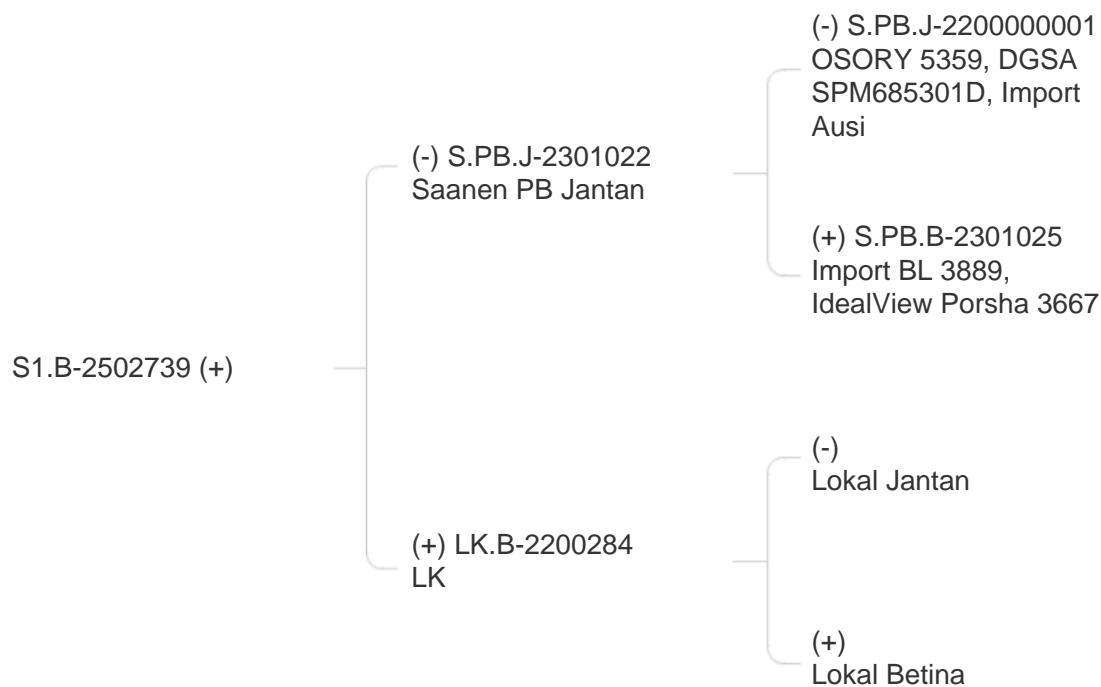 (-) S.PB.J-2200000001
OSORY 5359, DGSA
SPM685301D, Import
Ausi
(-) S.PB.J-2301022
Saanen PB Jantan
(+) S.PB.B-2301025
Import BL 3889,
IdealView Porsha 3667
S1.B-2502739 (+)
(-)
Lokal Jantan
(+) LK.B-2200284
LK
(+)
Lokal Betina